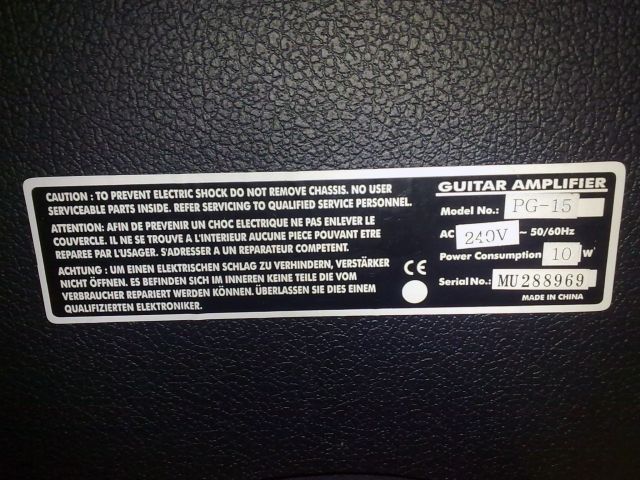 CAUTION : TO PREVENT ELECTRIC SHOCK DO NOT REMOVE CHASSIS. NO USER
SERVICEABLE PARTS INSIDE. REFER SERVICING TO QUALIFIED SERVICE PERSONNEL.
ATTENTION: AFIN DE PREVENIR UN CHOC ELECTRIQUE NE PAS ENLEVER LE
COUVERCLE. IL NE SE TROUVE A L'INTERIEUR AUCUNE PIECE POUVANT ETRE
REPAREE PAR L'USAGER. S'ADRESSER A UN REPARATEUR COMPETENT.
ACHTUNG : UM EINEN ELEKTRISCHEN SCHLAG ZU VERHINDERN, VERSTÄRKER
NICHT ÖFFNEN. ES BEFINDEN SICH IM INNEREN KEINE TEILE DIE VOM
VERBRAUCHER REPARIERT WERDEN KÖNNEN. ÜBERLASSEN SIE DIES EINEM
QUALIFIZIERTEN ELEKTRONIKER.
CE
GUITAR AMPLIFIER
Model No.: PG-15
AC 240V ~ 50/60Hz
Power Consumption 10 W
Serial No.: MU288969
MADE IN CHINA